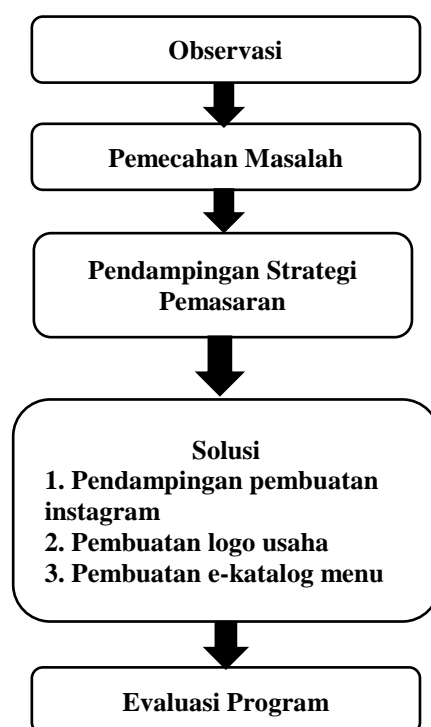 Observasi
Pemecahan Masalah
Pendampingan Strategi
Pemasaran
Solusi
1. Pendampingan pembuatan
instagram
2. Pembuatan logo usaha
3. Pembuatan e-katalog menu
Evaluasi Program